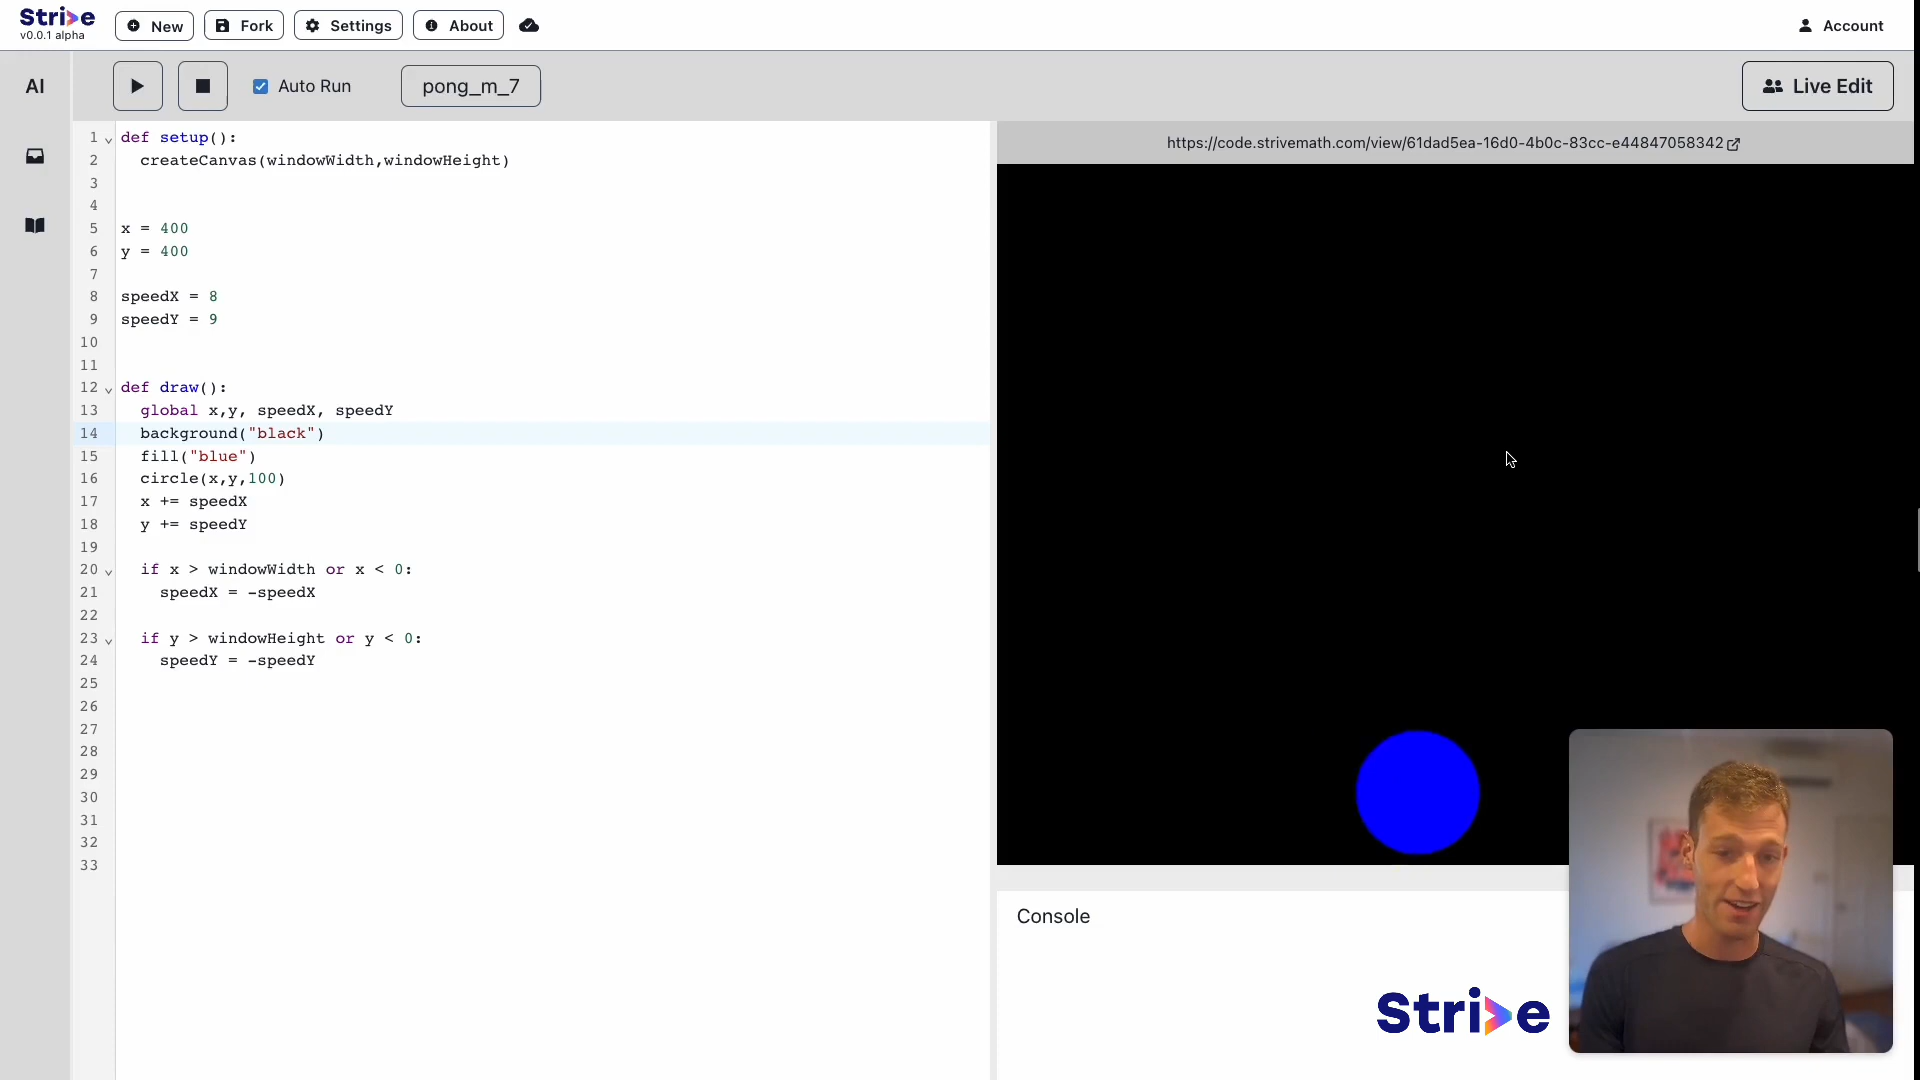 Strive
v0.0.1 alpha
New
Fork
Settings
About
Account
AI
Auto Run
pong_m_7
Live Edit
https://code.strivemath.com/view/61dad5ea-16d0-4b0c-83cc-e44847058342
1 def setup():
2   createCanvas(windowWidth,windowHeight)
3
4
5 x = 400
6 y = 400
7
8 speedX = 8
9 speedY = 9
10
11
12 def draw():
13   global x,y, speedX, speedY
14   background("black")
15   fill("blue")
16   circle(x,y,100)
17   x += speedX
18   y += speedY
19
20   if x > windowWidth or x < 0:
21     speedX = -speedX
22
23   if y > windowHeight or y < 0:
24     speedY = -speedY
25
26
27
28
29
30
31
32
33
Console
Strive